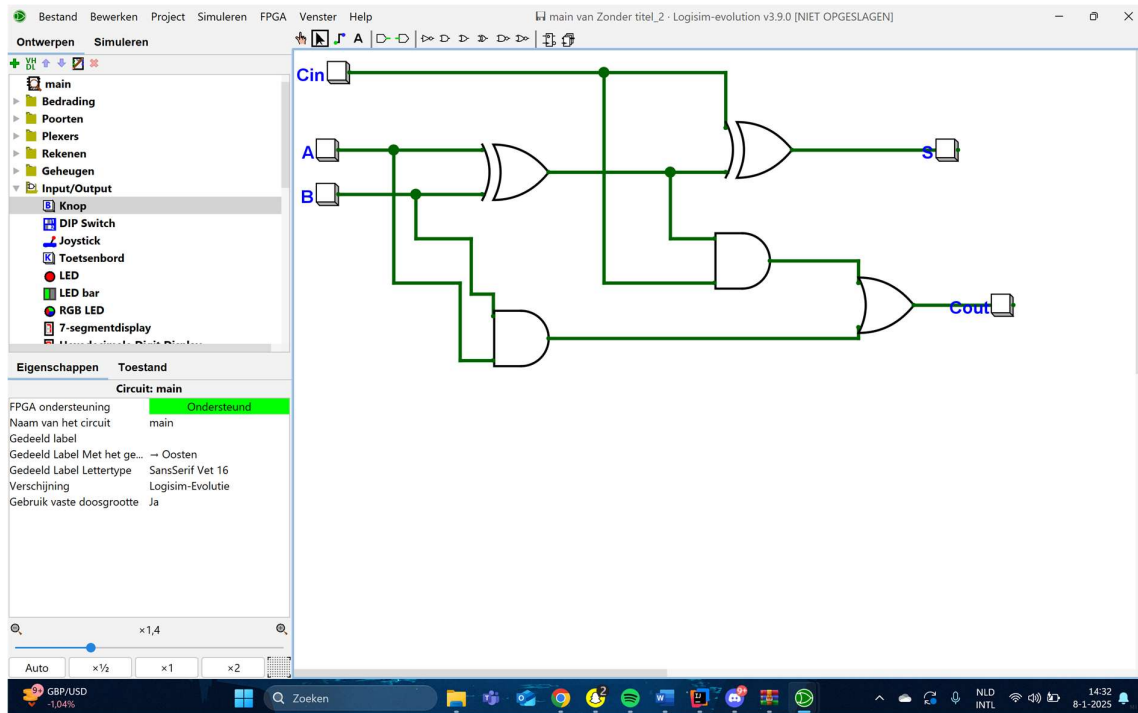 Bestand Bewerken Project Simuleren FPGA Venster Help
main van Zonder titel_2 · Logisim-evolution v3.9.0 [NIET OPGESLAGEN]
Ontwerpen Simuleren
A
VH
DL
main
Bedrading
Poorten
Plexers
Rekenen
Geheugen
Input/Output
Knop
DIP Switch
Joystick
Toetsenbord
LED
LED bar
RGB LED
7-segmentdisplay
Eigenschappen Toestand
Circuit: main
FPGA ondersteuning Ondersteund
Naam van het circuit main
Gedeeld label
Gedeeld Label Met het ge... → Oosten
Gedeeld Label Lettertype SansSerif Vet 16
Verschijning Logisim-Evolutie
Gebruik vaste doosgrootte Ja
×1,4
Auto ×½ ×1 ×2
Cin
A
B
S
Cout
9+
GBP/USD
-1,04%
Zoeken
2
NLD
INTL
14:32
8-1-2025